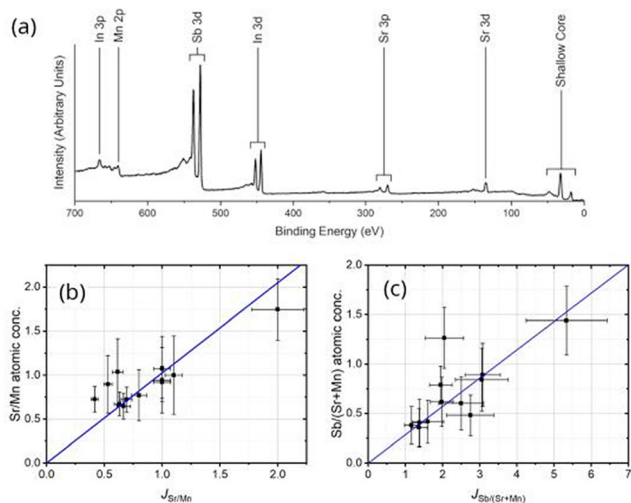 (a)
In 3p
Mn 2p
Sb 3d
In 3d
Sr 3p
Sr 3d
Shallow Core
Intensity (Arbitrary Units)
700 600 500 400 300 200 100 0
Binding Energy (eV)
(b)
Sr/Mn atomic conc.
2.0
1.5
1.0
0.5
0.0
0.0 0.5 1.0 1.5 2.0
J Sr/Mn
(c)
Sb/(Sr+Mn) atomic conc.
2.0
1.5
1.0
0.5
0.0
0 1 2 3 4 5 6 7
J Sb/(Sr+Mn)